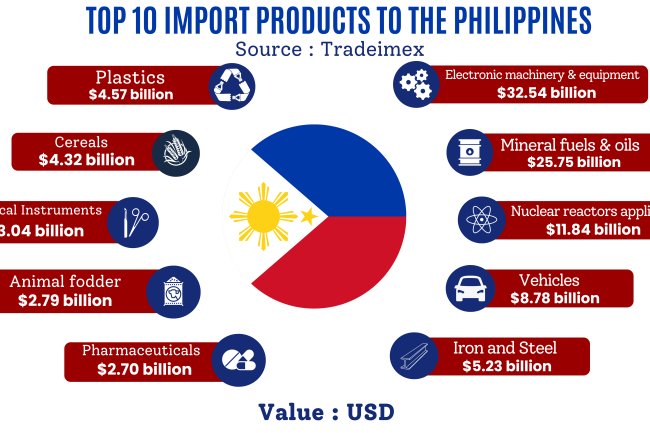 TOP 10 IMPORT PRODUCTS TO THE PHILIPPINES
Source : Tradeimex
Plastics
$4.57 billion
Cereals
$4.32 billion
cal Instruments
3.04 billion
Animal fodder
$2.79 billion
Pharmaceuticals
$2.70 billion
Electronic machinery & equipment
$32.54 billion
Mineral fuels & oils
$25.75 billion
Nuclear reactors appli
$11.84 billion
Vehicles
$8.78 billion
Iron and Steel
$5.23 billion
Value : USD